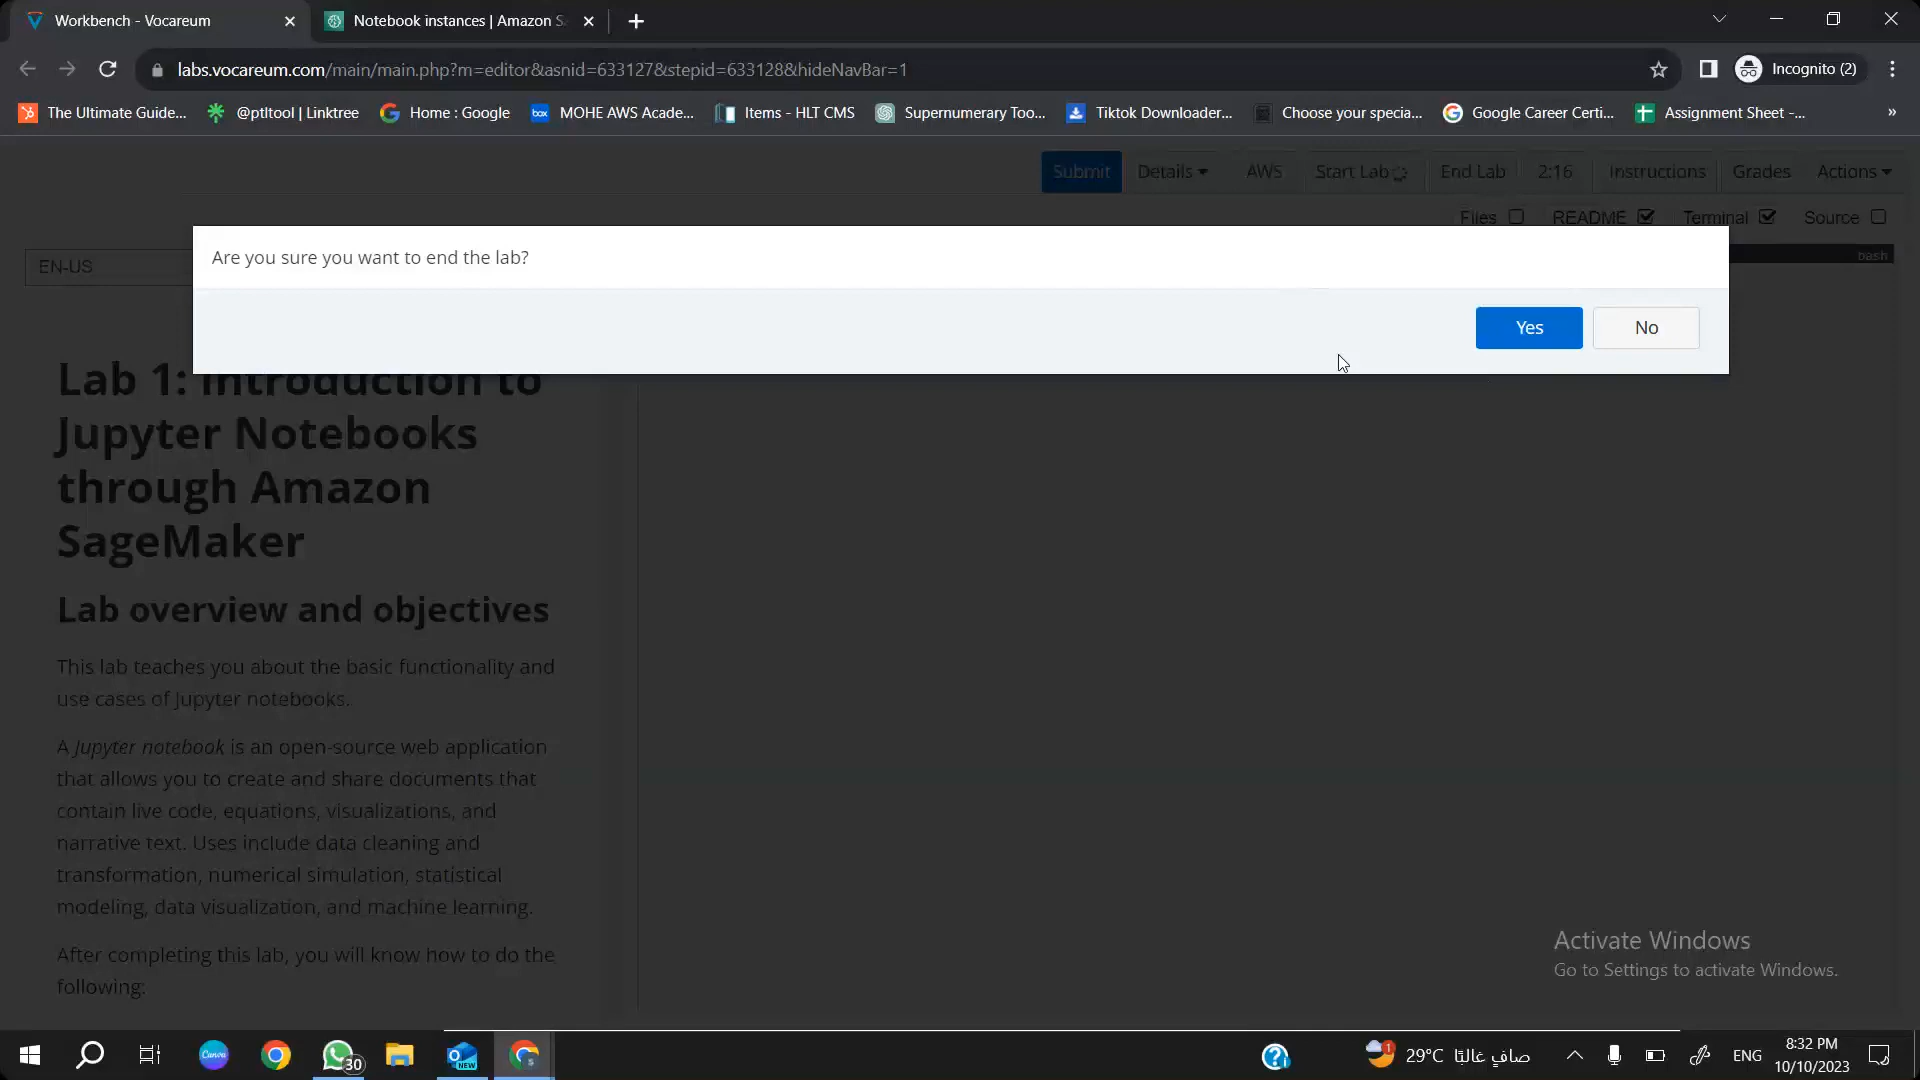 Workbench - Vocareum
Notebook instances | Amazon S
labs.vocareum.com/main/main.php?m=editor&asnid=633127&stepid=633128&hideNavBar=1
Incognito (2)
The Ultimate Guide...
@ptltool | Linktree
Home : Google
MOHE AWS Acade...
Items - HLT CMS
Supernumerary Too...
Tiktok Downloader...
Choose your specia...
Google Career Certi...
Assignment Sheet -...
»
Submit
Details
AWS
Start Lab
End Lab
2:16
Instructions
Grades
Actions
Files
README
Terminal
Source
EN-US
bash
Are you sure you want to end the lab?
Yes
No
Lab 1: Introduction to
Jupyter Notebooks
through Amazon
SageMaker
Lab overview and objectives
This lab teaches you about the basic functionality and
use cases of Jupyter notebooks.
A Jupyter notebook is an open-source web application
that allows you to create and share documents that
contain live code, equations, visualizations, and
narrative text. Uses include data cleaning and
transformation, numerical simulation, statistical
modeling, data visualization, and machine learning.
After completing this lab, you will know how to do the
following:
Activate Windows
Go to Settings to activate Windows.
Canva
30
NEW
1
29°C صافٍ غالبًا
ENG
8:32 PM
10/10/2023